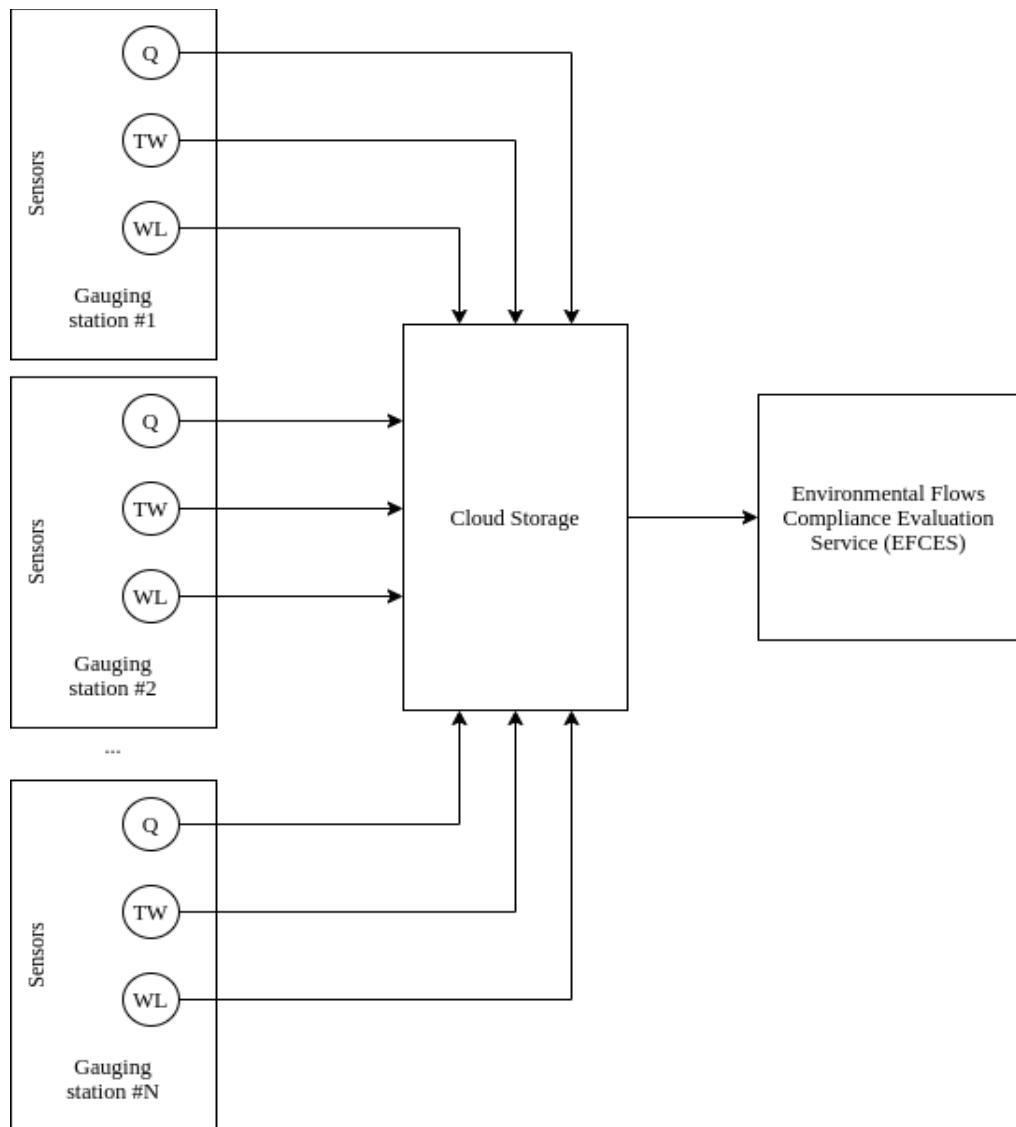 Sensors
Q
TW
WL
Gauging
station #1
Sensors
Q
TW
WL
Gauging
station #2
...
Sensors
Q
TW
WL
Gauging
station #N
Cloud Storage
Environmental Flows
Compliance Evaluation
Service (EFCES)